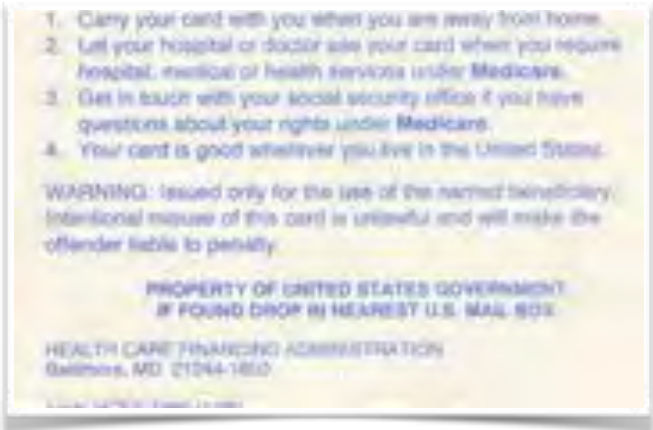 1. Carry your card with you when you are away from home.
2. Let your hospital or doctor see your card when you require
hospital, medical or health services under Medicare.
3. Get in touch with your social security office if you have
questions about your rights under Medicare.
4. Your card is good wherever you live in the United States.
WARNING: Issued only for the use of the named beneficiary.
Intentional misuse of this card is unlawful and will make the
offender liable to penalty.
PROPERTY OF UNITED STATES GOVERNMENT
IF FOUND DROP IN NEAREST U.S. MAIL BOX
HEALTH CARE FINANCING ADMINISTRATION
Baltimore, MD 21244-1850